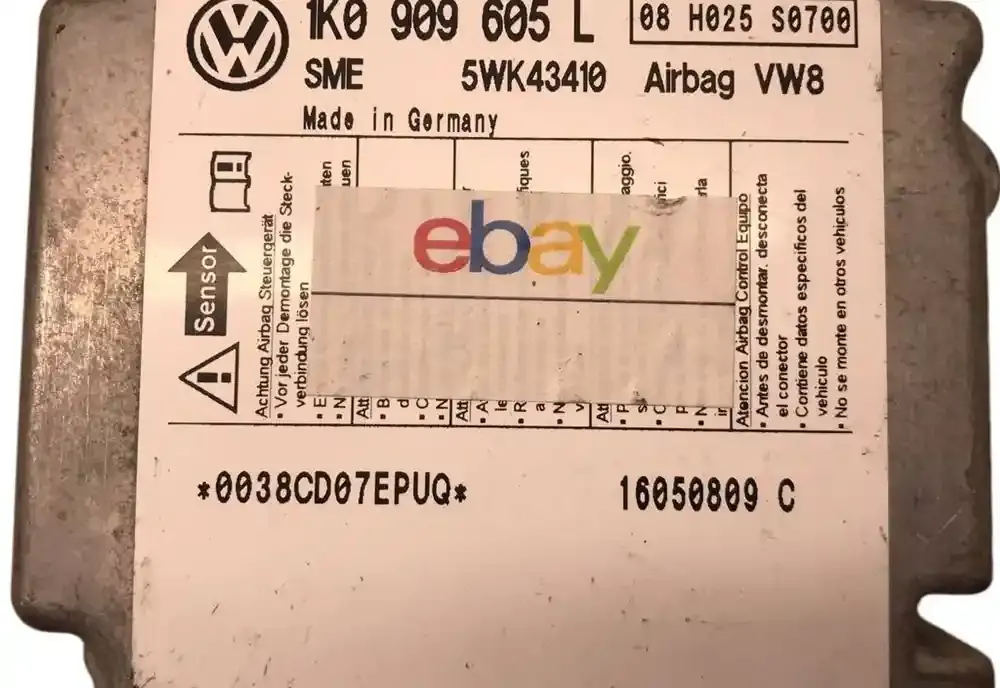 VW
1K0 909 605 L
08 H025 S0700
SME 5WK43410 Airbag VW8
Made in Germany
Sensor
Achtung Airbag Steuergerät
• Vor jeder Demontage die Steck-
verbindung lösen
ebay
Atencion Airbag Control Equipo
• Antes de desmontar. desconecta
el conector
• Contiene datos especificos del
vehiculo
• No se monte en otros vehiculos
*0038CD07EPUQ* 16050809 C